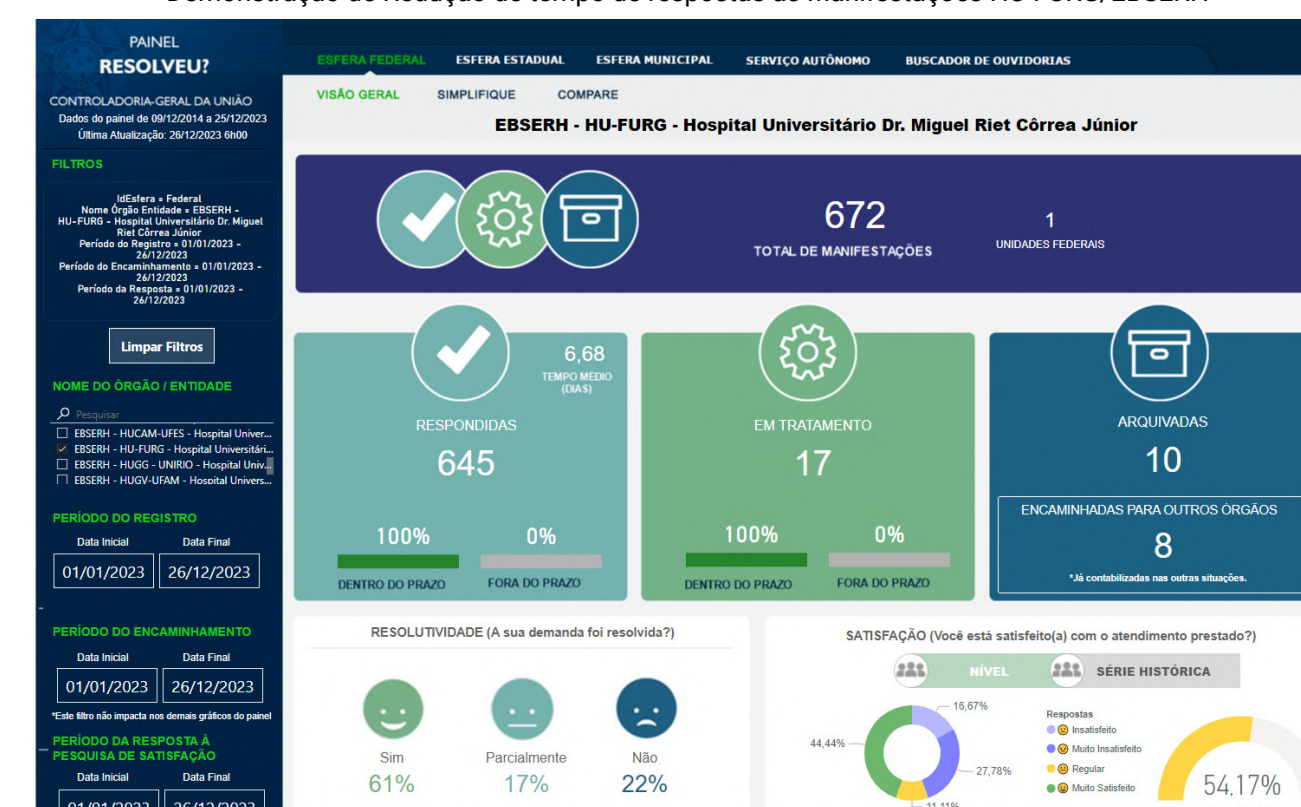 PAINEL
RESOLVEU?
CONTROLADORIA-GERAL DA UNIÃO
Dados do painel de 09/12/2014 a 25/12/2023
Última Atualização: 26/12/2023 6h00
FILTROS
IdEsfera = Federal
Nome Órgão Entidade = EBSERH -
HU-FURG - Hospital Universitário Dr. Miguel
Riet Côrrea Júnior
Período do Registro = 01/01/2023 -
26/12/2023
Período do Encaminhamento = 01/01/2023 -
26/12/2023
Período da Resposta = 01/01/2023 -
26/12/2023
Limpar Filtros
NOME DO ÓRGÃO / ENTIDADE
Pesquisar
EBSERH - HUCAM-UFES - Hospital Univer...
EBSERH - HU-FURG - Hospital Universitári...
EBSERH - HUGG - UNIRIO - Hospital Univ...
EBSERH - HUGV-UFAM - Hospital Univers...
PERÍODO DO REGISTRO
Data Inicial Data Final
01/01/2023 26/12/2023
PERÍODO DO ENCAMINHAMENTO
Data Inicial Data Final
01/01/2023 26/12/2023
*Este filtro não impacta nos demais gráficos do painel
PERÍODO DA RESPOSTA À
PESQUISA DE SATISFAÇÃO
Data Inicial Data Final
01/01/2023 26/12/2023
ESFERA FEDERAL ESFERA ESTADUAL ESFERA MUNICIPAL SERVIÇO AUTÔNOMO BUSCADOR DE OUVIDORIAS
VISÃO GERAL SIMPLIFIQUE COMPARE
EBSERH - HU-FURG - Hospital Universitário Dr. Miguel Riet Côrrea Júnior
672
TOTAL DE MANIFESTAÇÕES
1
UNIDADES FEDERAIS
6,68
TEMPO MÉDIO
(DIAS)
RESPONDIDAS
645
100% 0%
DENTRO DO PRAZO FORA DO PRAZO
EM TRATAMENTO
17
100% 0%
DENTRO DO PRAZO FORA DO PRAZO
ARQUIVADAS
10
ENCAMINHADAS PARA OUTROS ÓRGÃOS
8
*Já contabilizadas nas outras situações.
RESOLUTIVIDADE (A sua demanda foi resolvida?)
Sim Parcialmente Não
61% 17% 22%
SATISFAÇÃO (Você está satisfeito(a) com o atendimento prestado?)
NÍVEL SÉRIE HISTÓRICA
16,67%
44,44%
27,78%
11,11%
Respostas
Insatisfeito
Muito Insatisfeito
Regular
Muito Satisfeito
54,17%